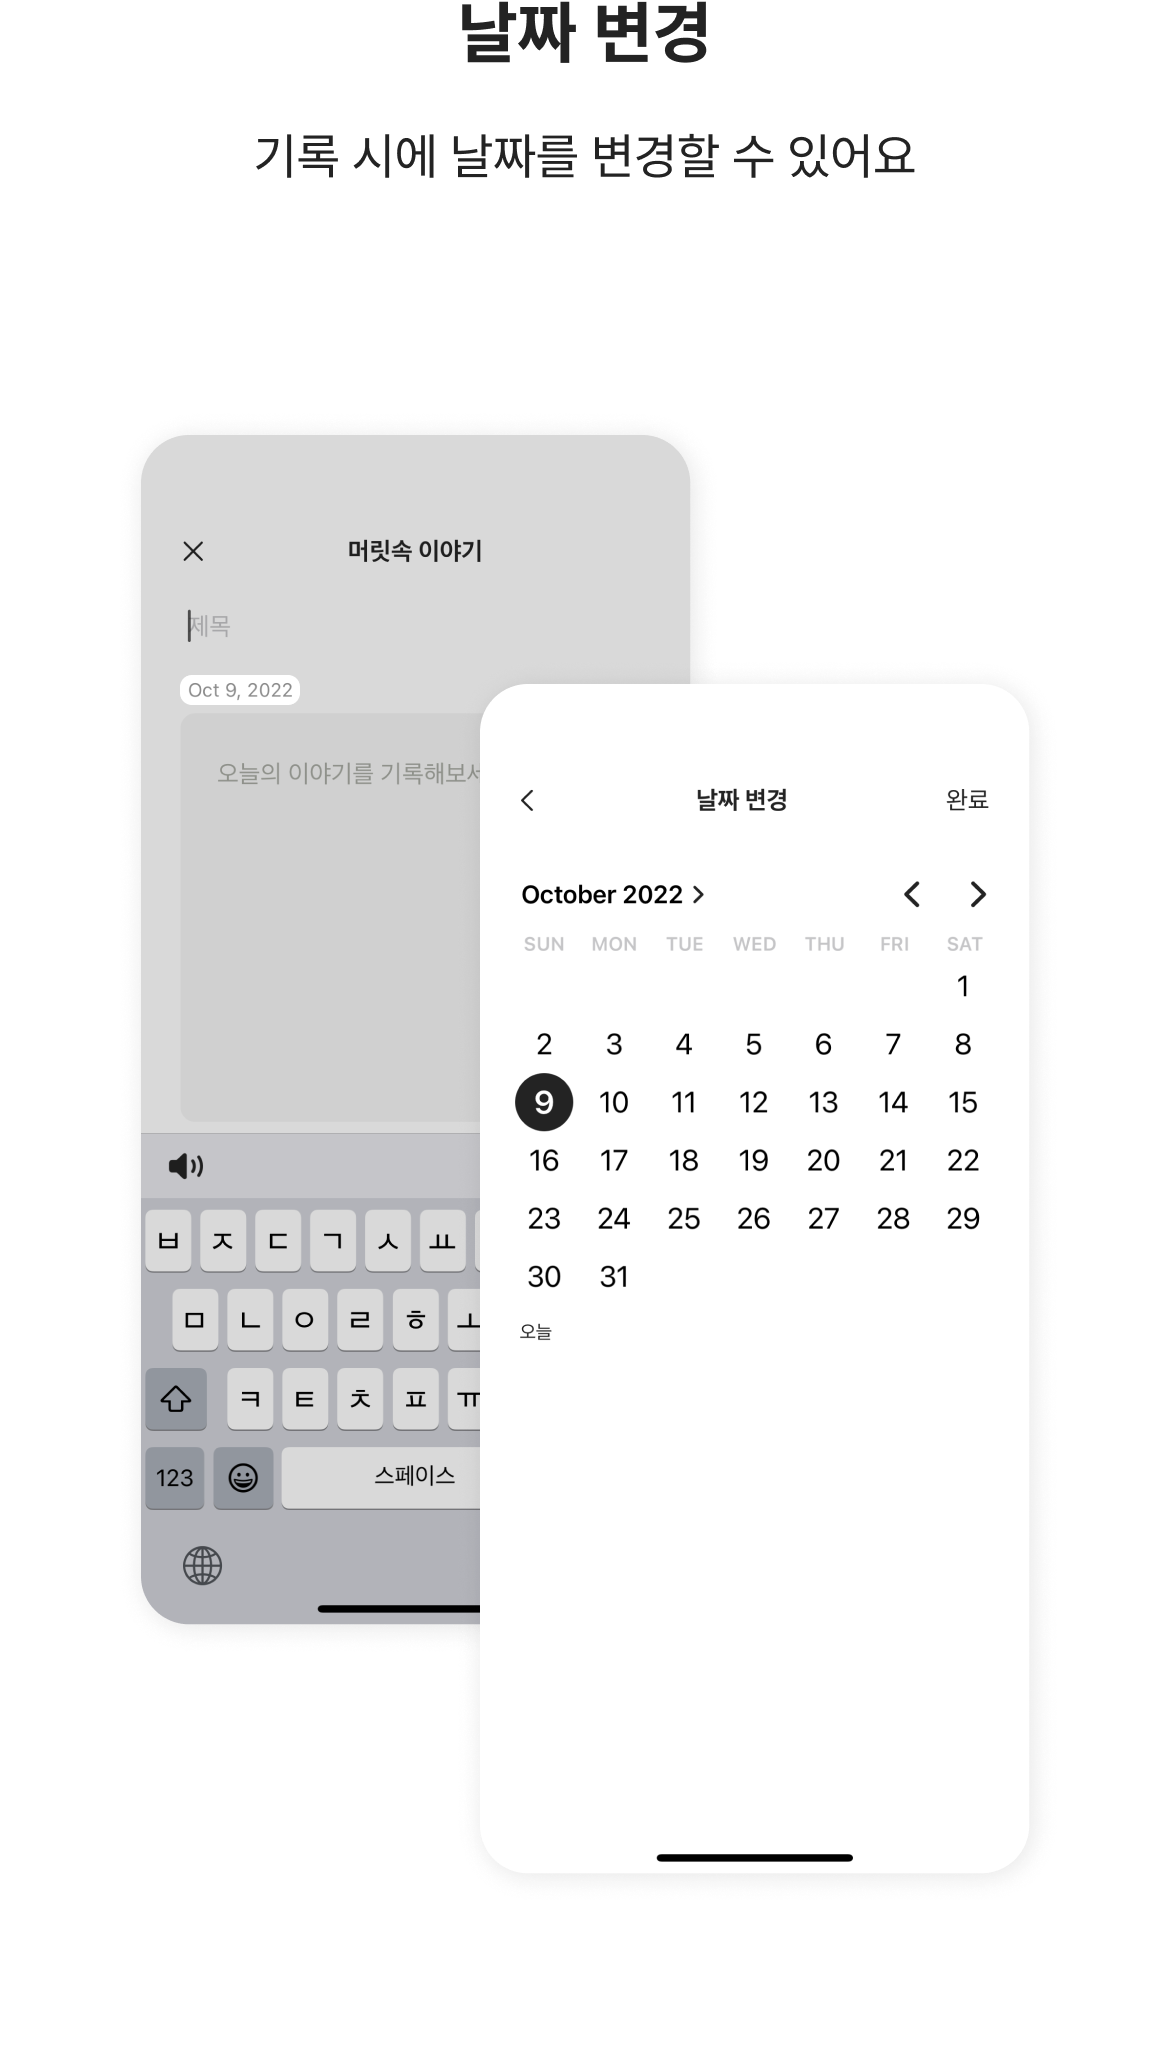 날짜 변경
기록 시에 날짜를 변경할 수 있어요
머릿속 이야기
제목
Oct 9, 2022
오늘의 이야기를 기록해보
ㅂ ㅈ ㄷ ㄱ ㅅ ㅛ
ㅁ ㄴ ㅇ ㄹ ㅎ ㅗ
ㅋ ㅌ ㅊ ㅍ ㅠ
123 스페이스
날짜 변경 완료
October 2022
SUN MON TUE WED THU FRI SAT
1
2 3 4 5 6 7 8
9 10 11 12 13 14 15
16 17 18 19 20 21 22
23 24 25 26 27 28 29
30 31
오늘